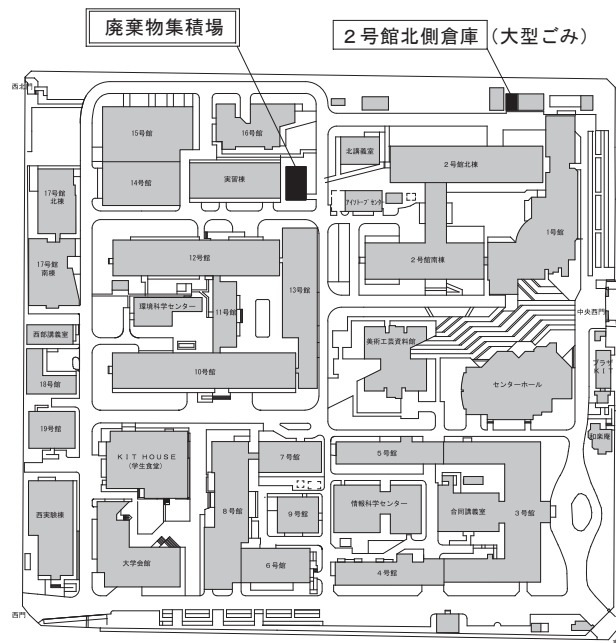 廃棄物集積場
2号館北側倉庫 (大型ごみ)
西北門
15号館
16号館
北講義室
2号館北棟
14号館
実習棟
17号館
北棟
アイソトープセンター
1号館
17号館
南棟
12号館
2号館南棟
13号館
環境科学センター
11号館
中央西門
西部講義室
美術工芸資料館
10号館
18号館
センターホール
プラザ
KIT
19号館
和楽庵
KIT HOUSE
(学生食堂)
7号館
5号館
8号館
9号館
情報科学センター
合同講義室
3号館
西実験棟
大学会館
6号館
4号館
西門